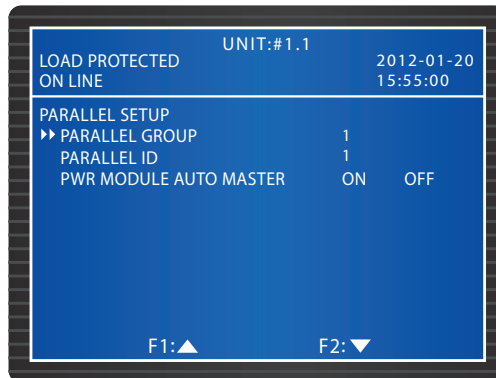 UNIT:#1.1
LOAD PROTECTED 2012-01-20
ON LINE 15:55:00
PARALLEL SETUP
PARALLEL GROUP 1
PARALLEL ID 1
PWR MODULE AUTO MASTER ON OFF
F1: F2: